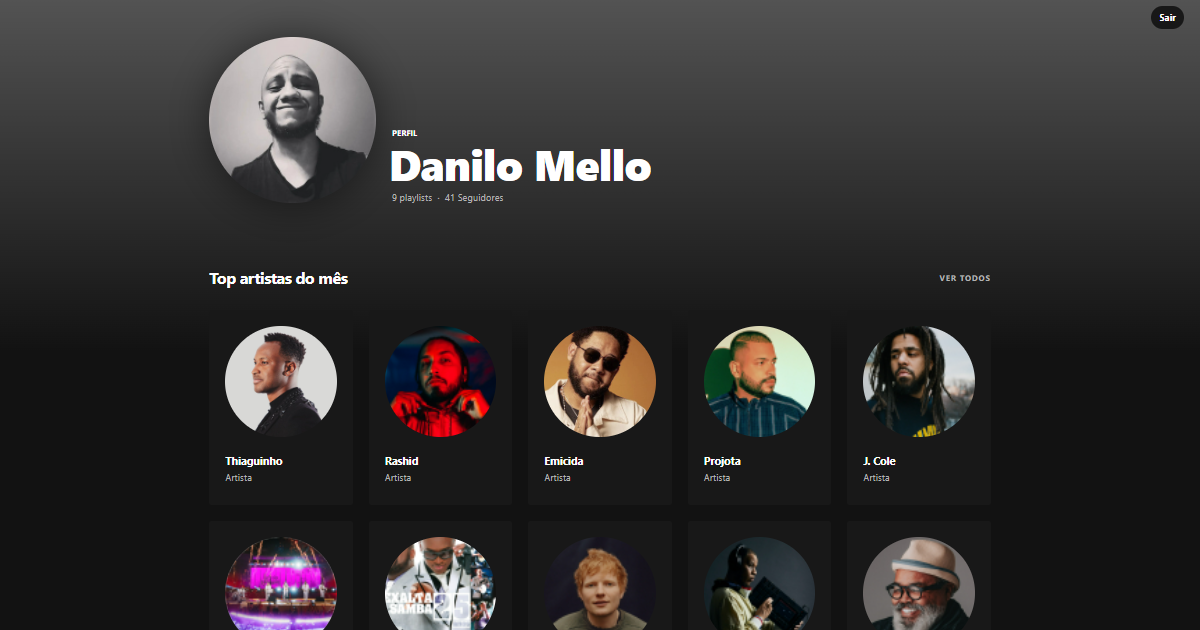 Sair
PERFIL
Danilo Mello
9 playlists · 41 Seguidores
Top artistas do mês
VER TODOS
Thiaguinho
Artista
Rashid
Artista
Emicida
Artista
Projota
Artista
J. Cole
Artista
EXALTA
SAMBA